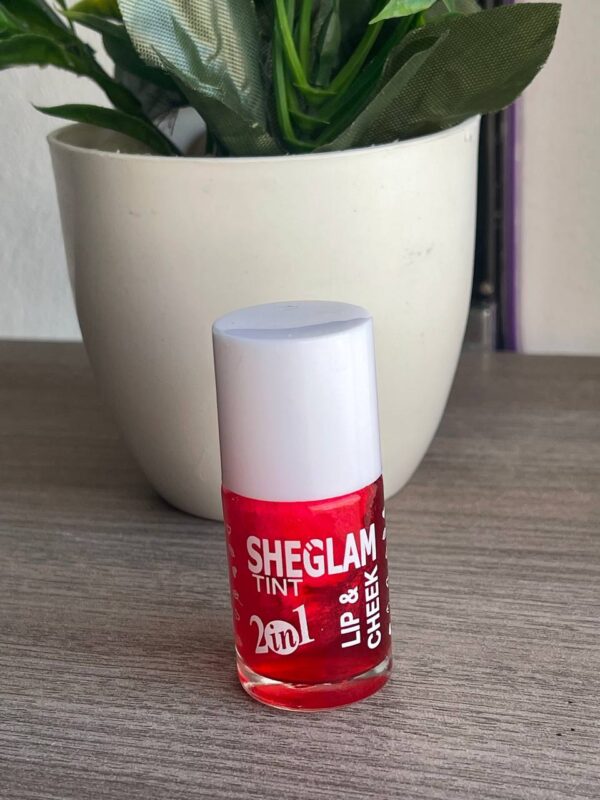 SHEGLAM
TINT
2in1
LIP &
CHEEK